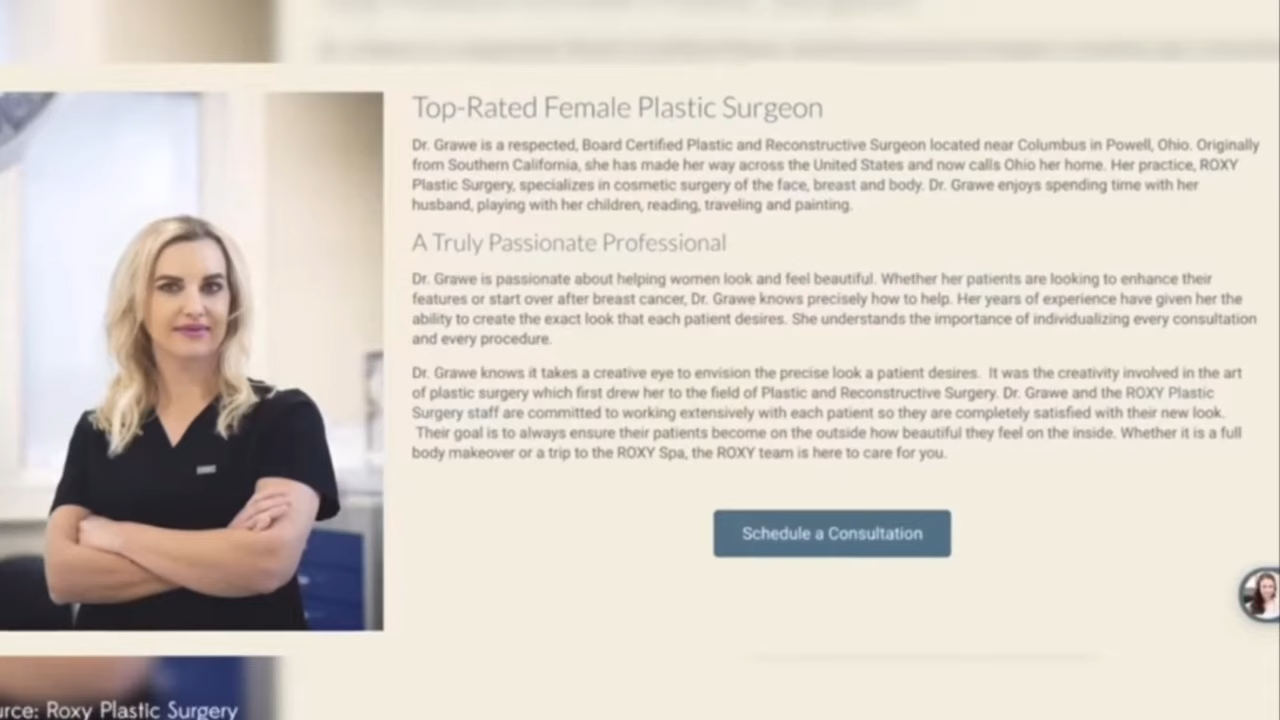 Top-Rated Female Plastic Surgeon
Dr. Grawe is a respected, Board Certified Plastic and Reconstructive Surgeon located near Columbus in Powell, Ohio. Originally
from Southern California, she has made her way across the United States and now calls Ohio her home. Her practice, ROXY
Plastic Surgery, specializes in cosmetic surgery of the face, breast and body. Dr. Grawe enjoys spending time with her
husband, playing with her children, reading, traveling and painting.
A Truly Passionate Professional
Dr. Grawe is passionate about helping women look and feel beautiful. Whether her patients are looking to enhance their
features or start over after breast cancer, Dr. Grawe knows precisely how to help. Her years of experience have given her the
ability to create the exact look that each patient desires. She understands the importance of individualizing every consultation
and every procedure.
Dr. Grawe knows it takes a creative eye to envision the precise look a patient desires. It was the creativity involved in the art
of plastic surgery which first drew her to the field of Plastic and Reconstructive Surgery. Dr. Grawe and the ROXY Plastic
Surgery staff are committed to working extensively with each patient so they are completely satisfied with their new look.
Their goal is to always ensure their patients become on the outside how beautiful they feel on the inside. Whether it is a full
body makeover or a trip to the ROXY Spa, the ROXY team is here to care for you.
Schedule a Consultation
urce: Roxy Plastic Surgery